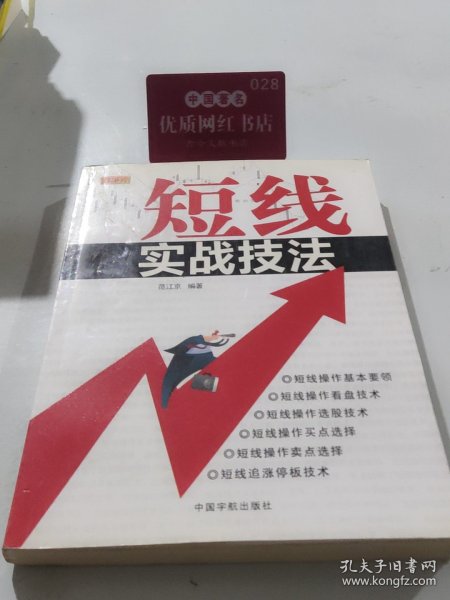 028
中国著名
优质网红书店
短线
实战技法
范江京 编著
◎短线操作基本要领
◎短线操作看盘技术
◎短线操作选股技术
◎短线操作买点选择
◎短线操作卖点选择
◎短线追涨停板技术
中国宇航出版社
孔夫子旧书网
www.kongfz.com